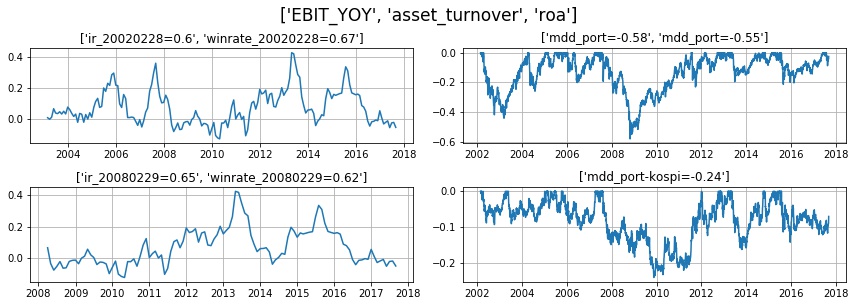 ['EBIT_YOY', 'asset_turnover', 'roa']
['ir_20020228=0.6', 'winrate_20020228=0.67']
0.4
0.2
0.0
2004 2006 2008 2010 2012 2014 2016 2018
['mdd_port=-0.58', 'mdd_port=-0.55']
0.0
−0.2
−0.4
−0.6
2002 2004 2006 2008 2010 2012 2014 2016 2018
['ir_20080229=0.65', 'winrate_20080229=0.62']
0.4
0.2
0.0
2008 2009 2010 2011 2012 2013 2014 2015 2016 2017 2018
['mdd_port-kospi=-0.24']
0.0
−0.1
−0.2
2002 2004 2006 2008 2010 2012 2014 2016 2018